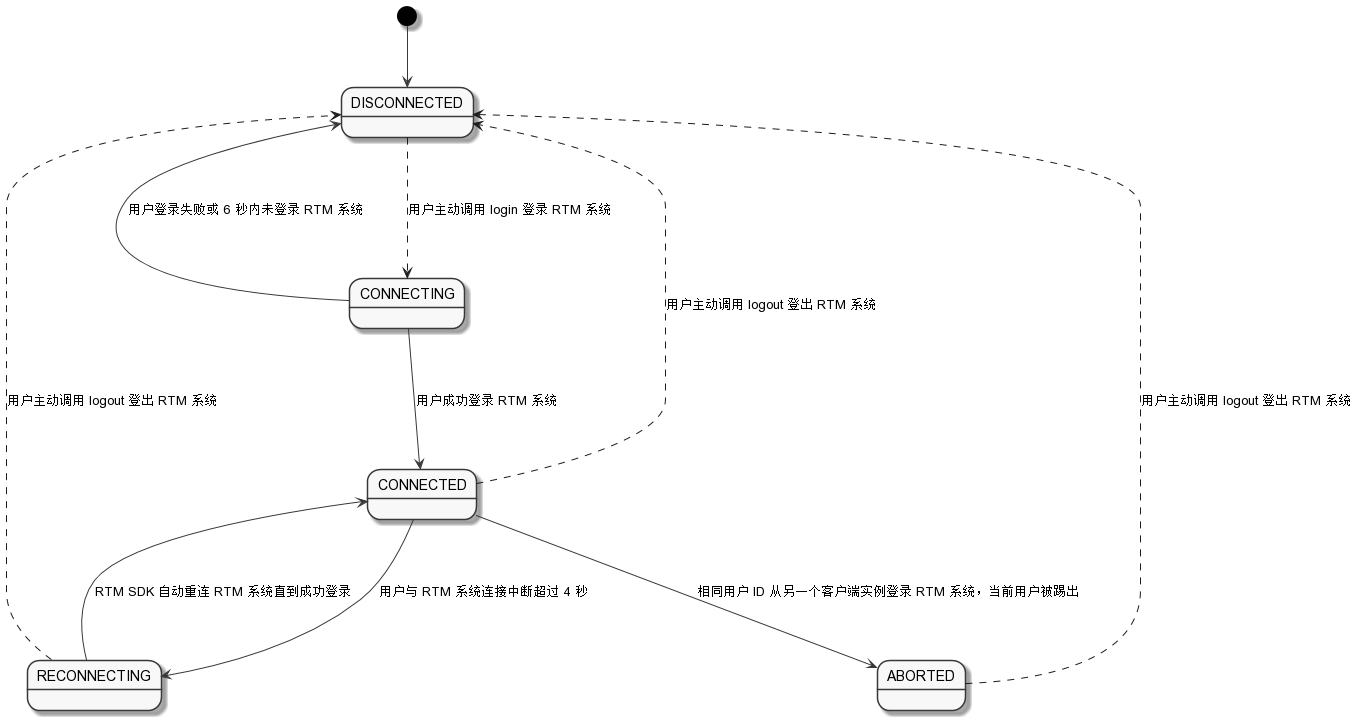 DISCONNECTED
用户登录失败或 6 秒内未登录 RTM 系统
用户主动调用 login 登录 RTM 系统
CONNECTING
用户主动调用 logout 登出 RTM 系统
用户主动调用 logout 登出 RTM 系统
用户成功登录 RTM 系统
用户主动调用 logout 登出 RTM 系统
CONNECTED
RTM SDK 自动重连 RTM 系统直到成功登录
用户与 RTM 系统连接中断超过 4 秒
相同用户 ID 从另一个客户端实例登录 RTM 系统，当前用户被踢出
RECONNECTING
ABORTED